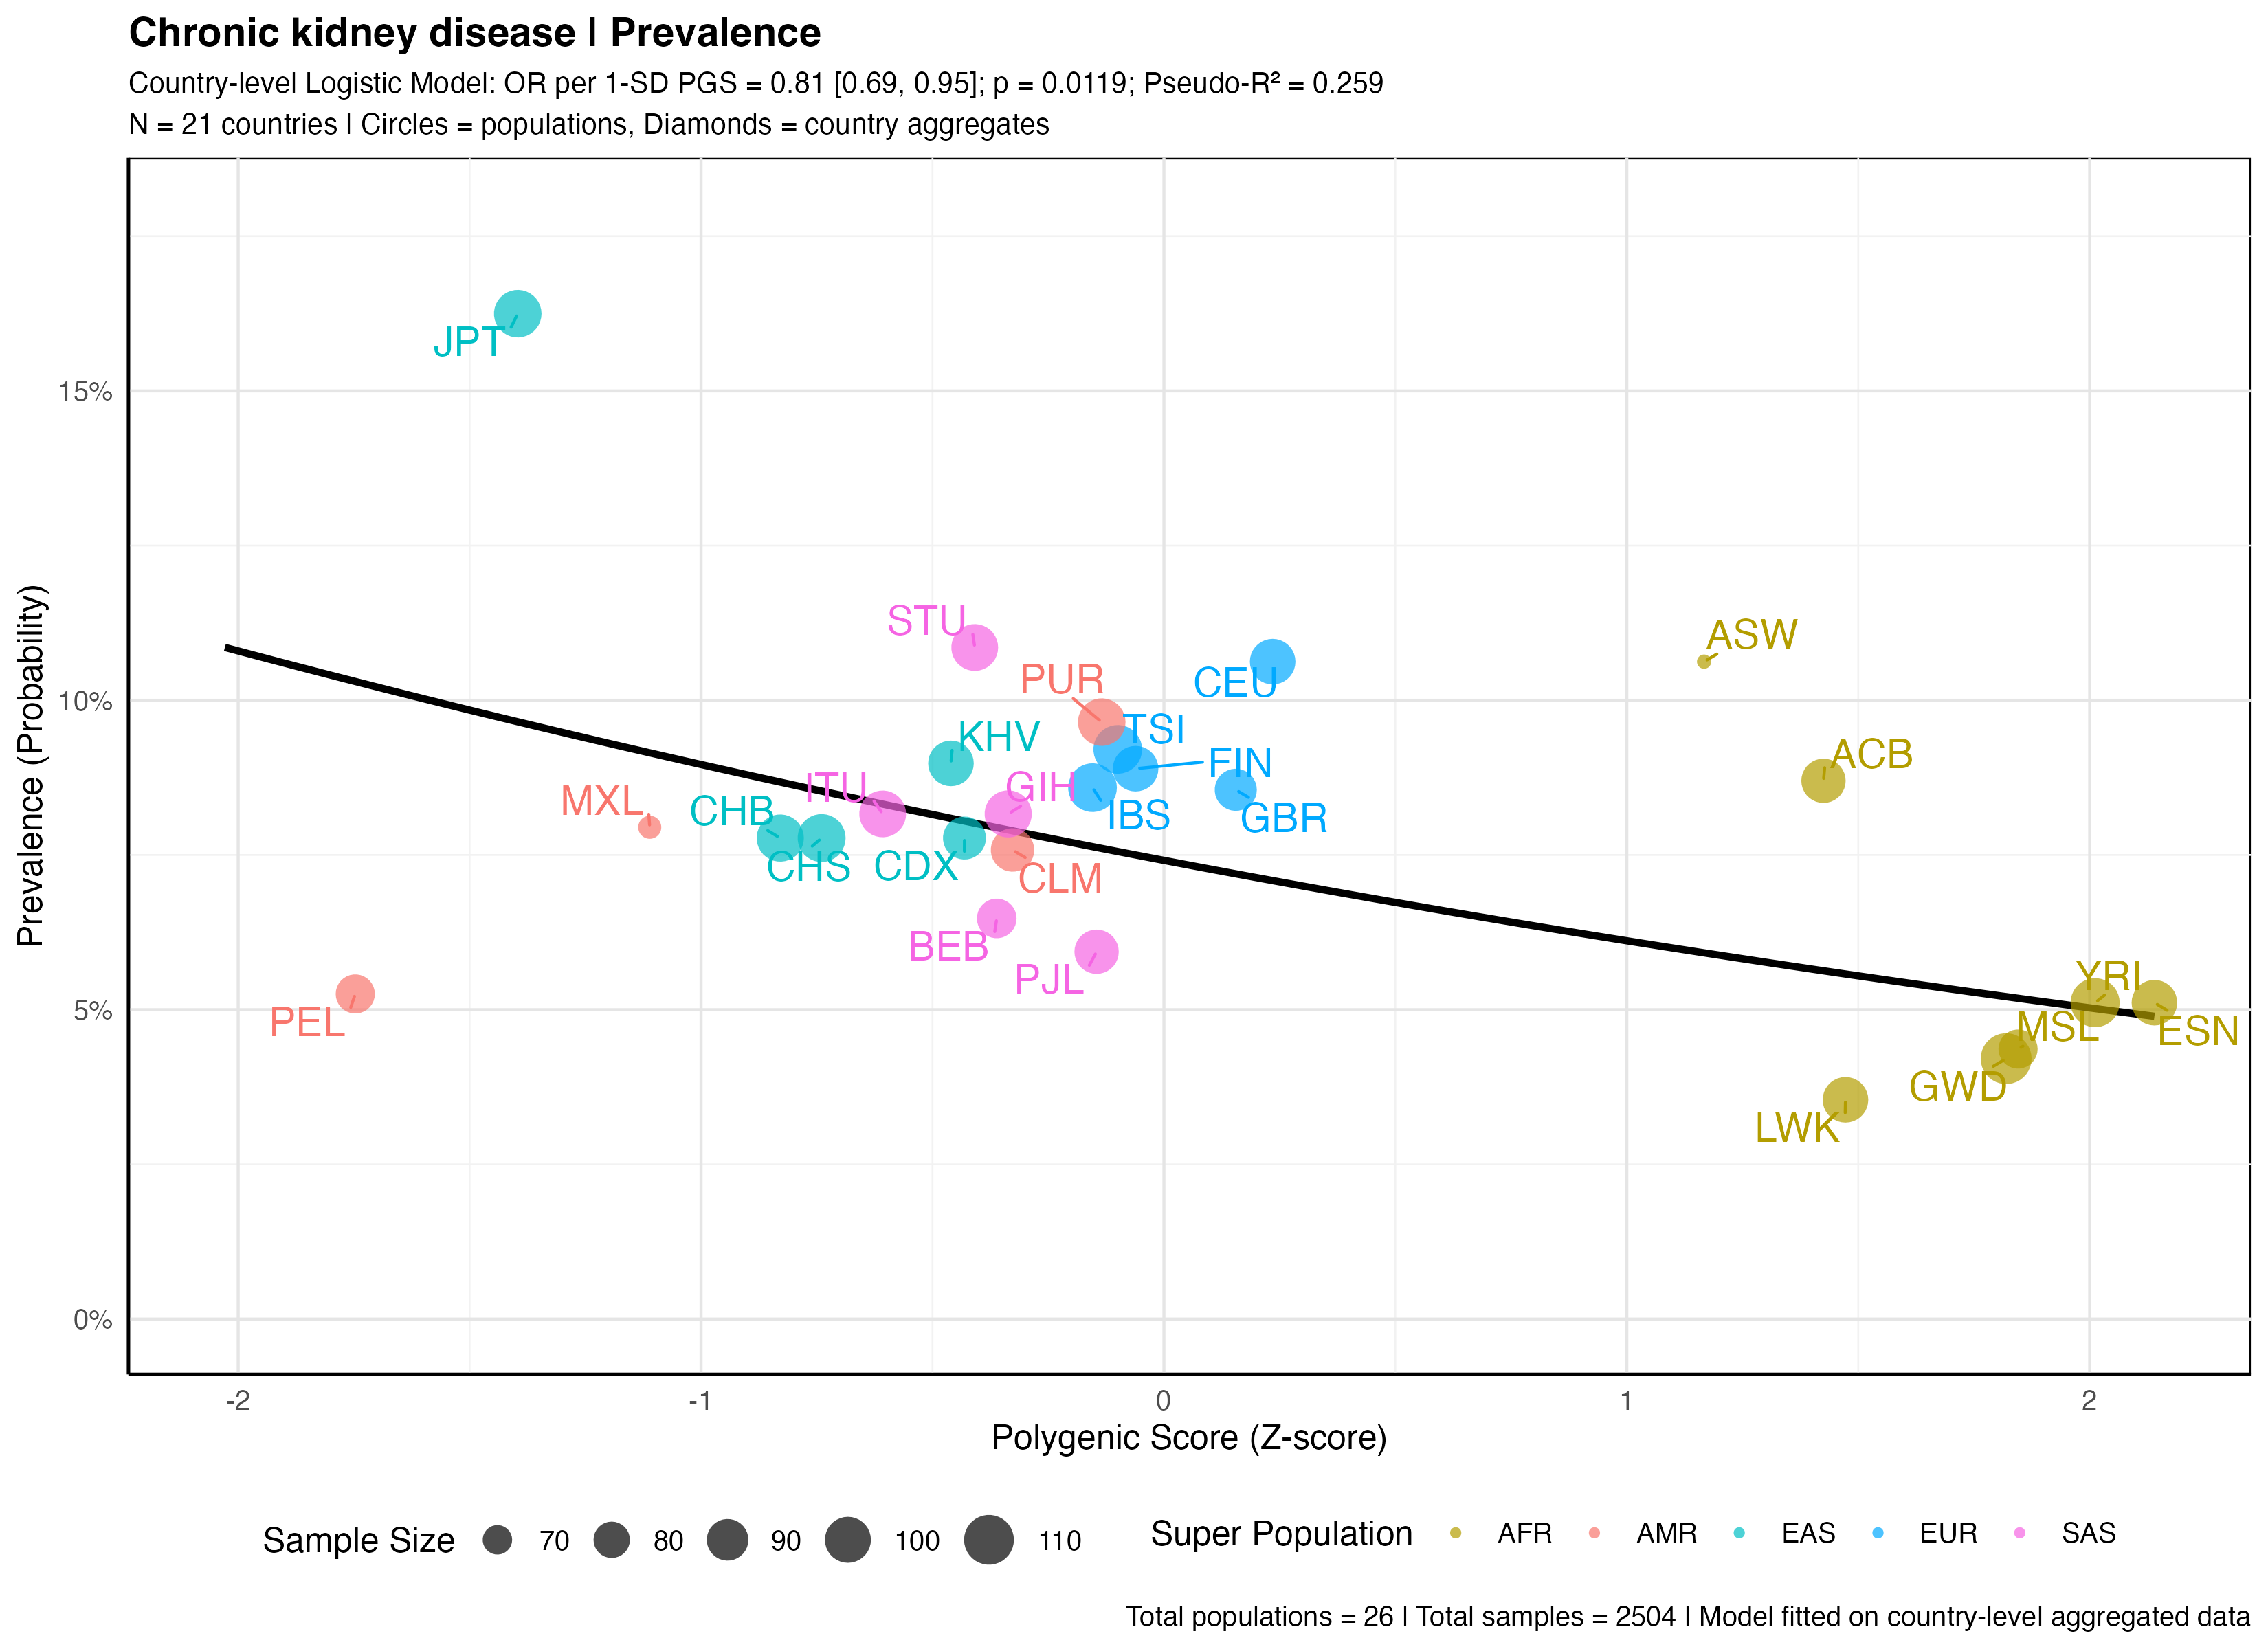 Chronic kidney disease | Prevalence
Country-level Logistic Model: OR per 1-SD PGS = 0.81 [0.69, 0.95]; p = 0.0119; Pseudo-R² = 0.259
N = 21 countries | Circles = populations, Diamonds = country aggregates
Prevalence (Probability)
15%
10%
5%
0%
JPT
STU
ASW
PUR
CEU
TSI
KHV
FIN
ACB
ITU
GIH
MXL
CHB
IBS
GBR
CHS
CDX
CLM
BEB
PJL
YRI
PEL
MSL
ESN
GWD
LWK
-2
-1
0
1
2
Polygenic Score (Z-score)
Sample Size 70 80 90 100 110
Super Population AFR AMR EAS EUR SAS
Total populations = 26 | Total samples = 2504 | Model fitted on country-level aggregated data